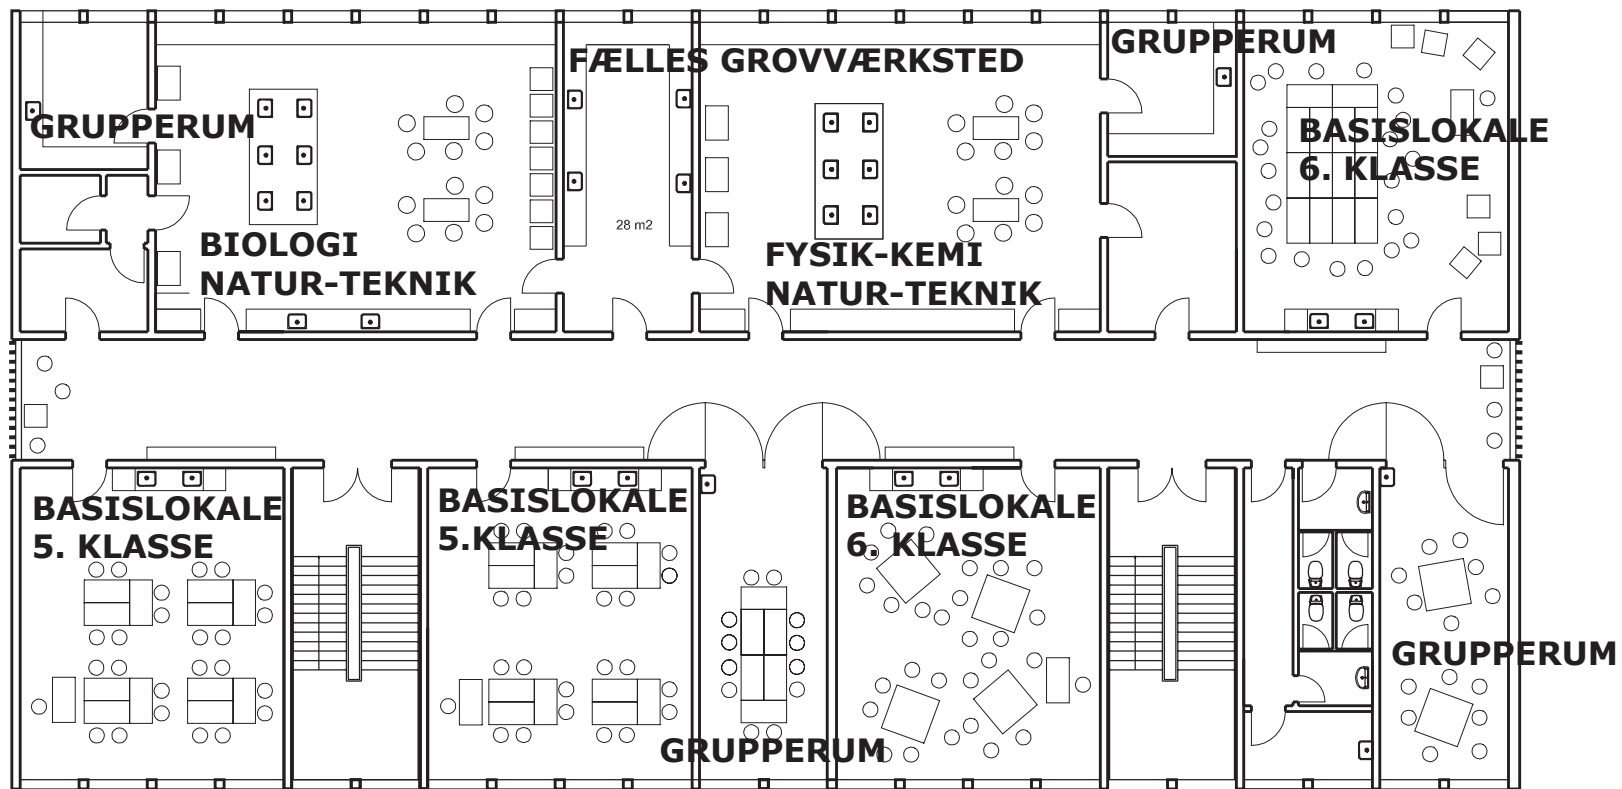 FÆLLES GROVVÆRKSTED
GRUPPERUM
GRUPPERUM
BASISLOKALE
6. KLASSE
28 m2
BIOLOGI
NATUR-TEKNIK
FYSIK-KEMI
NATUR-TEKNIK
BASISLOKALE
5. KLASSE
BASISLOKALE
5.KLASSE
BASISLOKALE
6. KLASSE
GRUPPERUM
GRUPPERUM